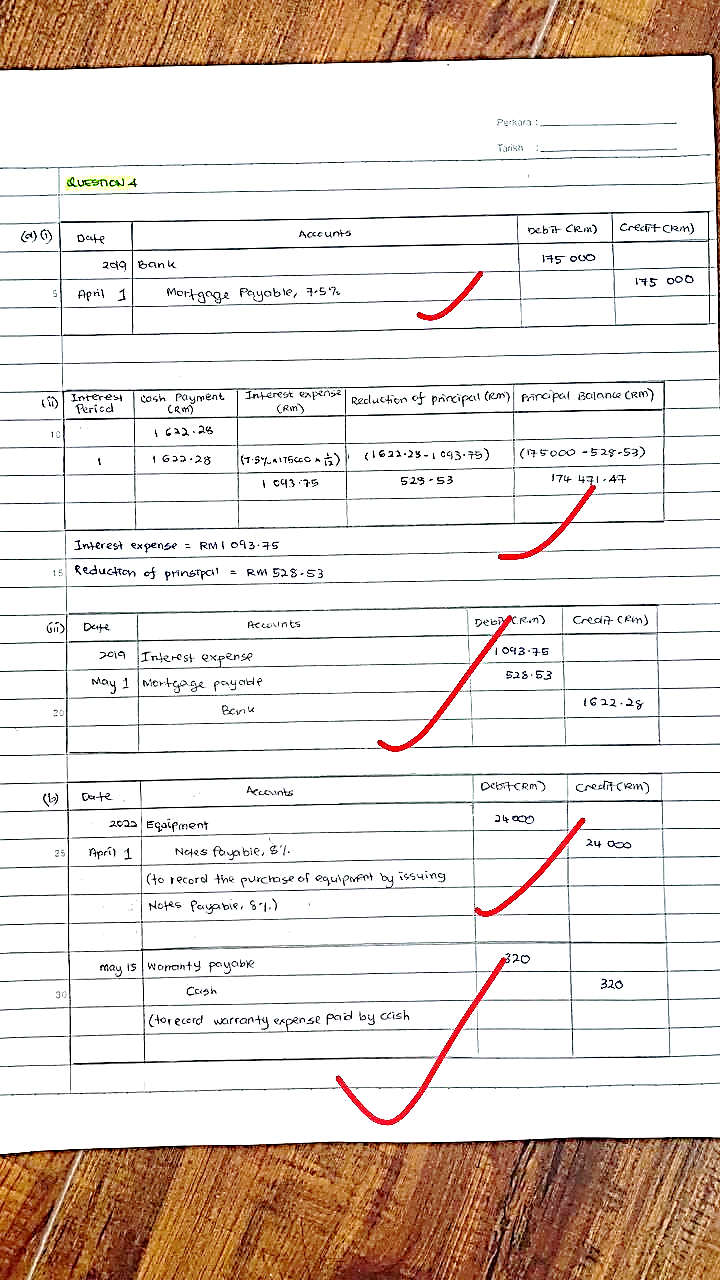 Perkara :
Tarikh :
QUESTION 4
(a) (i) Date Accounts Debit (RM) Credit (RM)
2019 Bank 175 000
5 April 1 Mortgage Payable, 7.5% 175 000
(ii) Interest Period Cash Payment (RM) Interest expense (RM) Reduction of principal (RM) Principal Balance (RM)
10 1 622.28
1 1 622.28 (7.5% x 175000 x 1/12) (1622.28 - 1 093.75) (175000 - 528.53)
1 093.75 528.53 174 471.47
Interest expense = RM 1 093.75
15 Reduction of prinsipal = RM 528.53
(iii) Date Accounts Debit (RM) Credit (RM)
2019 Interest expense 1 093.75
May 1 Mortgage payable 528.53
20 Bank 1622.28
(b) Date Accounts Debit (RM) Credit (RM)
2022 Equipment 24 000
25 April 1 Notes Payable, 8% 24 000
(to record the purchase of equipment by issuing
Notes Payable, 8%)
May 15 Warranty payable 320
30 Cash 320
(to record warranty expense paid by cash